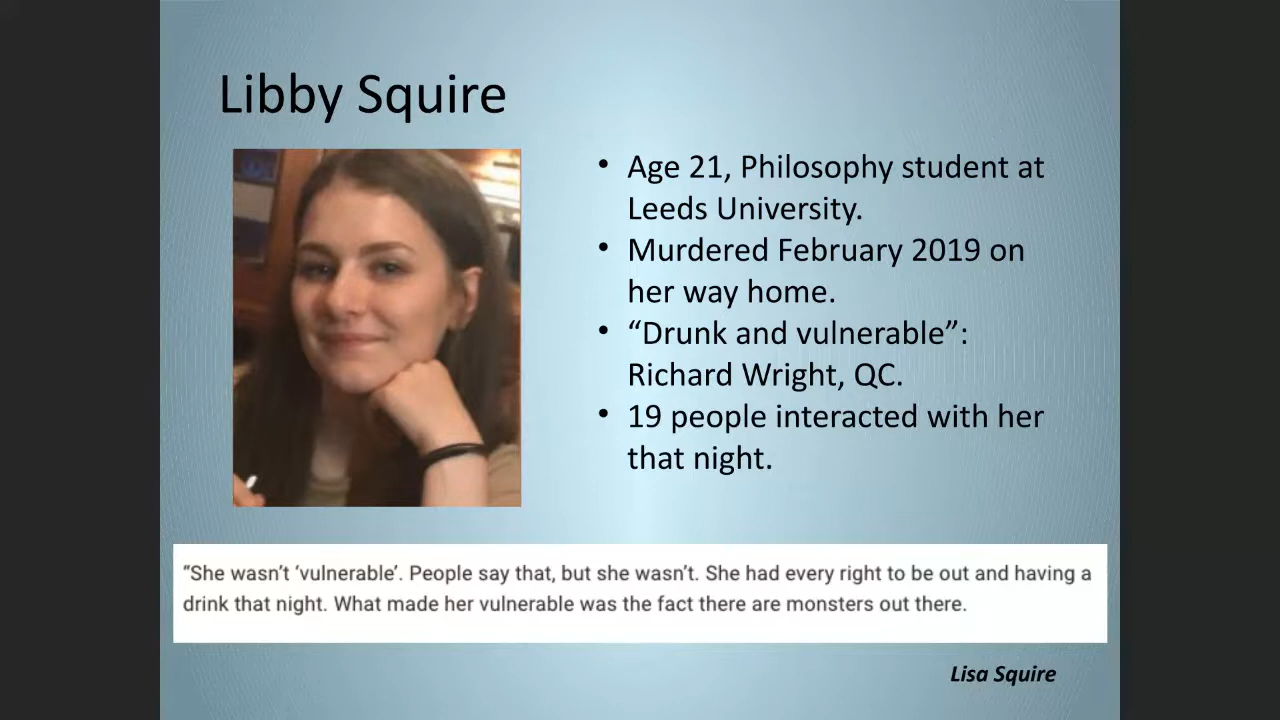 Libby Squire
• Age 21, Philosophy student at
Leeds University.
• Murdered February 2019 on
her way home.
• “Drunk and vulnerable”:
Richard Wright, QC.
• 19 people interacted with her
that night.
“She wasn’t ‘vulnerable’. People say that, but she wasn’t. She had every right to be out and having a
drink that night. What made her vulnerable was the fact there are monsters out there.
Lisa Squire